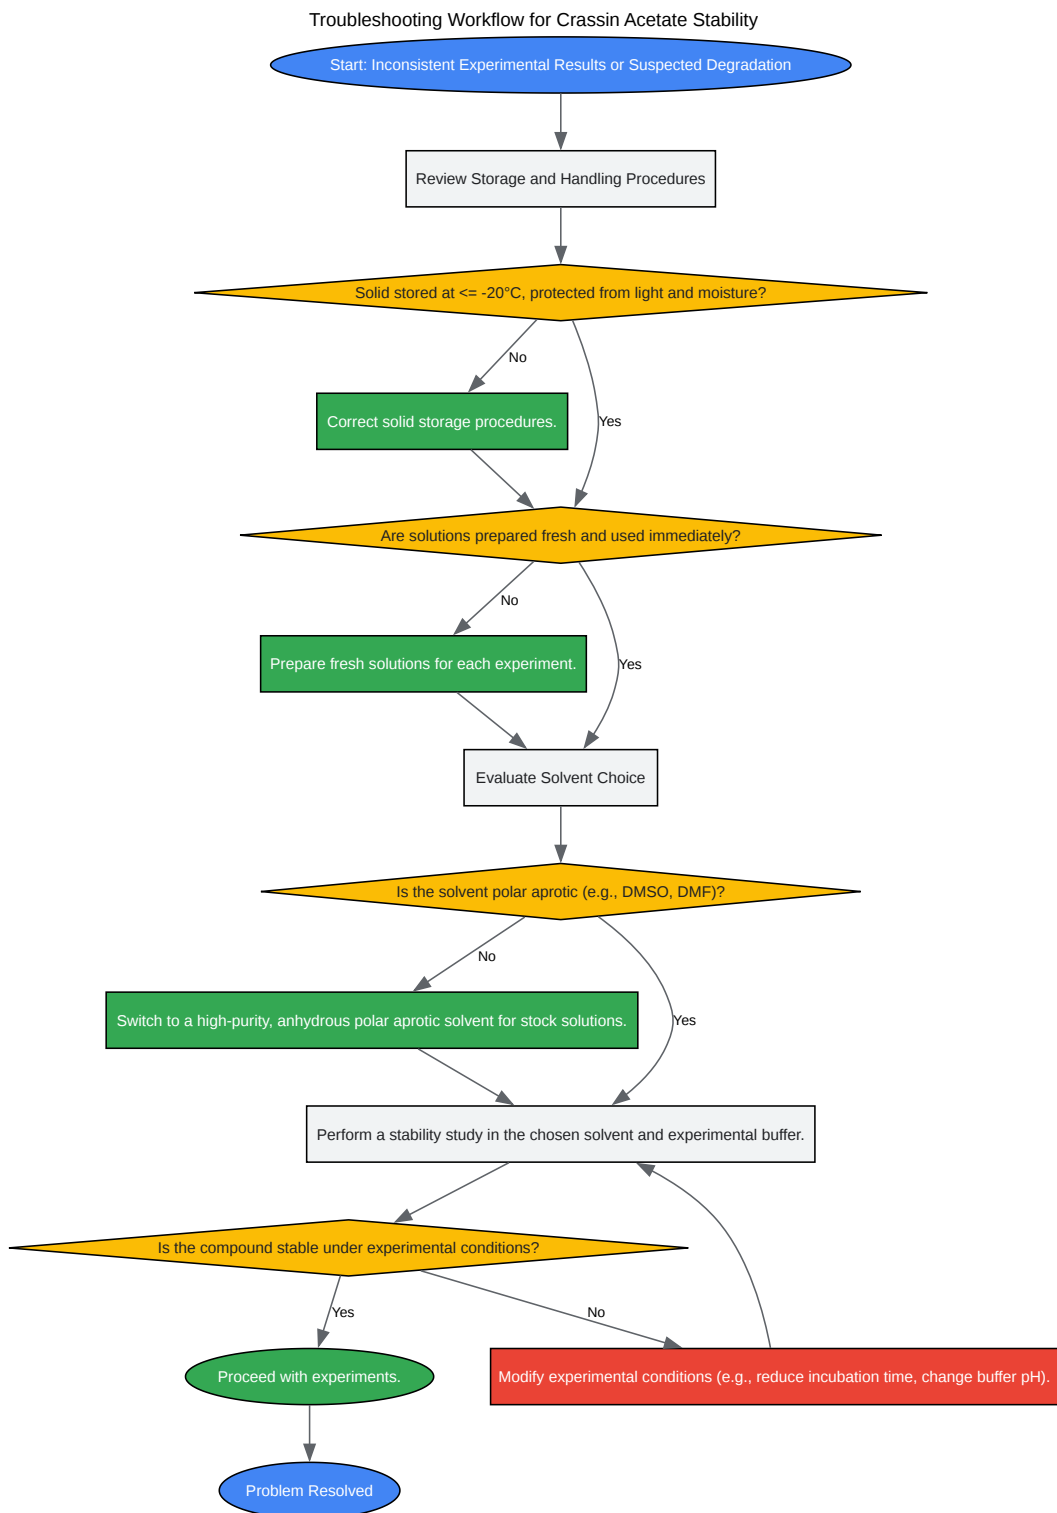 Troubleshooting Workflow for Crassin Acetate Stability
Start: Inconsistent Experimental Results or Suspected Degradation
Review Storage and Handling Procedures
Solid stored at <= -20°C, protected from light and moisture?
No
Correct solid storage procedures.
Yes
Are solutions prepared fresh and used immediately?
No
Prepare fresh solutions for each experiment.
Yes
Evaluate Solvent Choice
Is the solvent polar aprotic (e.g., DMSO, DMF)?
No
Switch to a high-purity, anhydrous polar aprotic solvent for stock solutions.
Yes
Perform a stability study in the chosen solvent and experimental buffer.
Is the compound stable under experimental conditions?
Yes
No
Proceed with experiments.
Modify experimental conditions (e.g., reduce incubation time, change buffer pH).
Problem Resolved